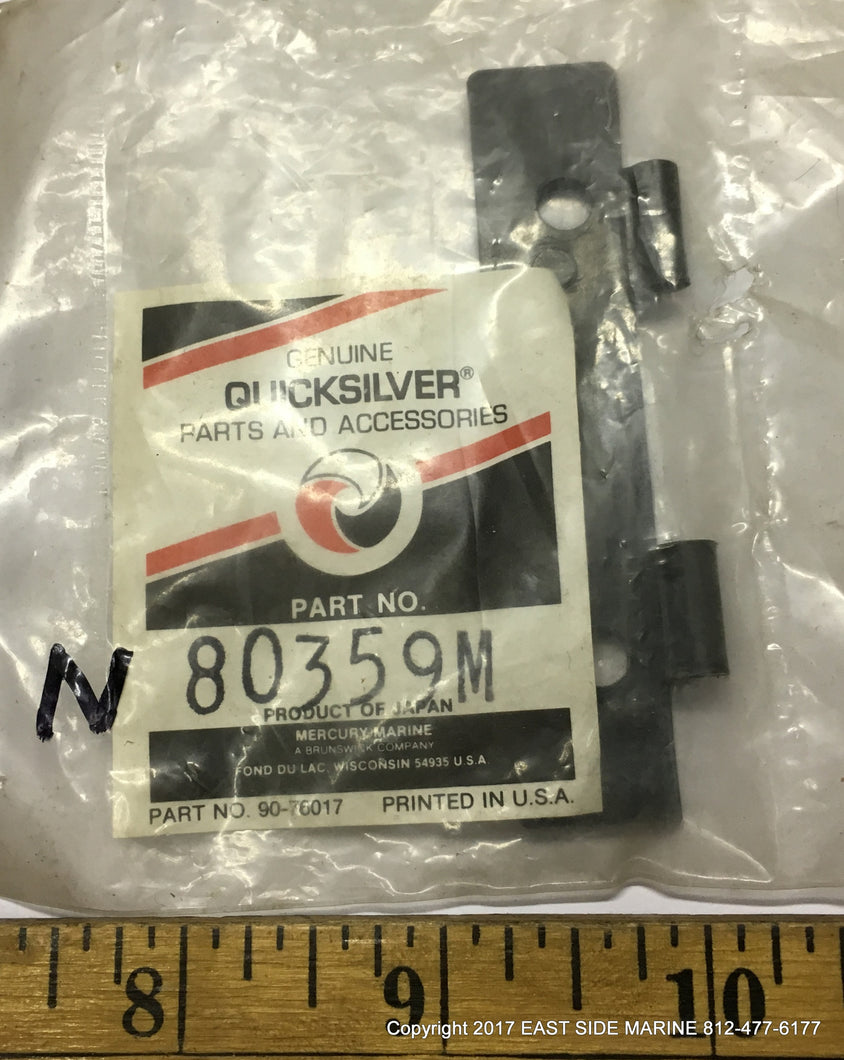 GENUINE
QUICKSILVER®
PARTS AND ACCESSORIES
PART NO.
N
80359M
PRODUCT OF JAPAN
MERCURY MARINE
A BRUNSWICK COMPANY
FOND DU LAC, WISCONSIN 54935 U.S.A.
PART NO. 90-76017 PRINTED IN U.S.A.
8 9 10
Copyright 2017 EAST SIDE MARINE 812-477-6177